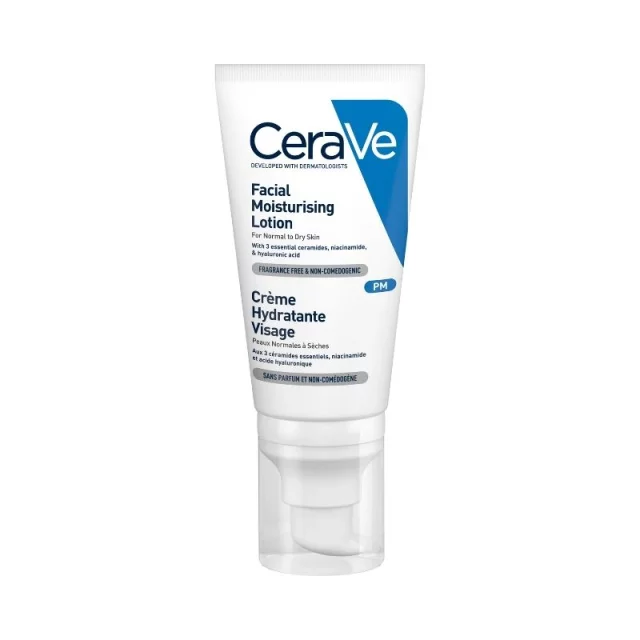 CeraVe
DEVELOPED WITH DERMATOLOGISTS
Facial
Moisturising
Lotion
For Normal to Dry Skin
With 3 essential ceramides, niacinamide,
& hyaluronic acid
FRAGRANCE FREE & NON-COMEDOGENIC
PM
Crème
Hydratante
Visage
Peaux Normales à Sèches
Aux 3 céramides essentiels, niacinamide
et acide hyaluronique
SANS PARFUM ET NON-COMÉDOGÈNE